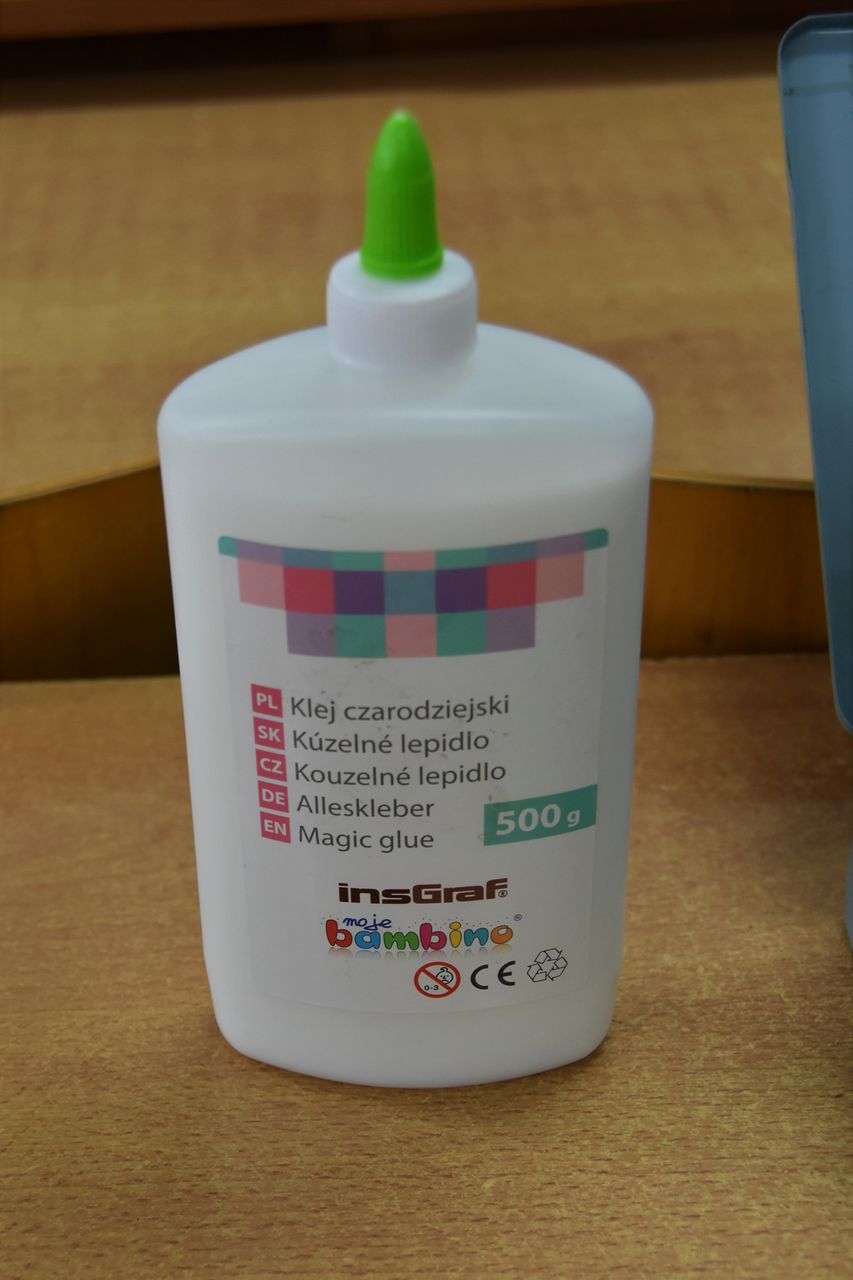 PL Klej czarodziejski
SK Kúzelné lepidlo
CZ Kouzelné lepidlo
DE Alleskleber
EN Magic glue
500 g
insGraf®
moje
bambino®
0-3 CE